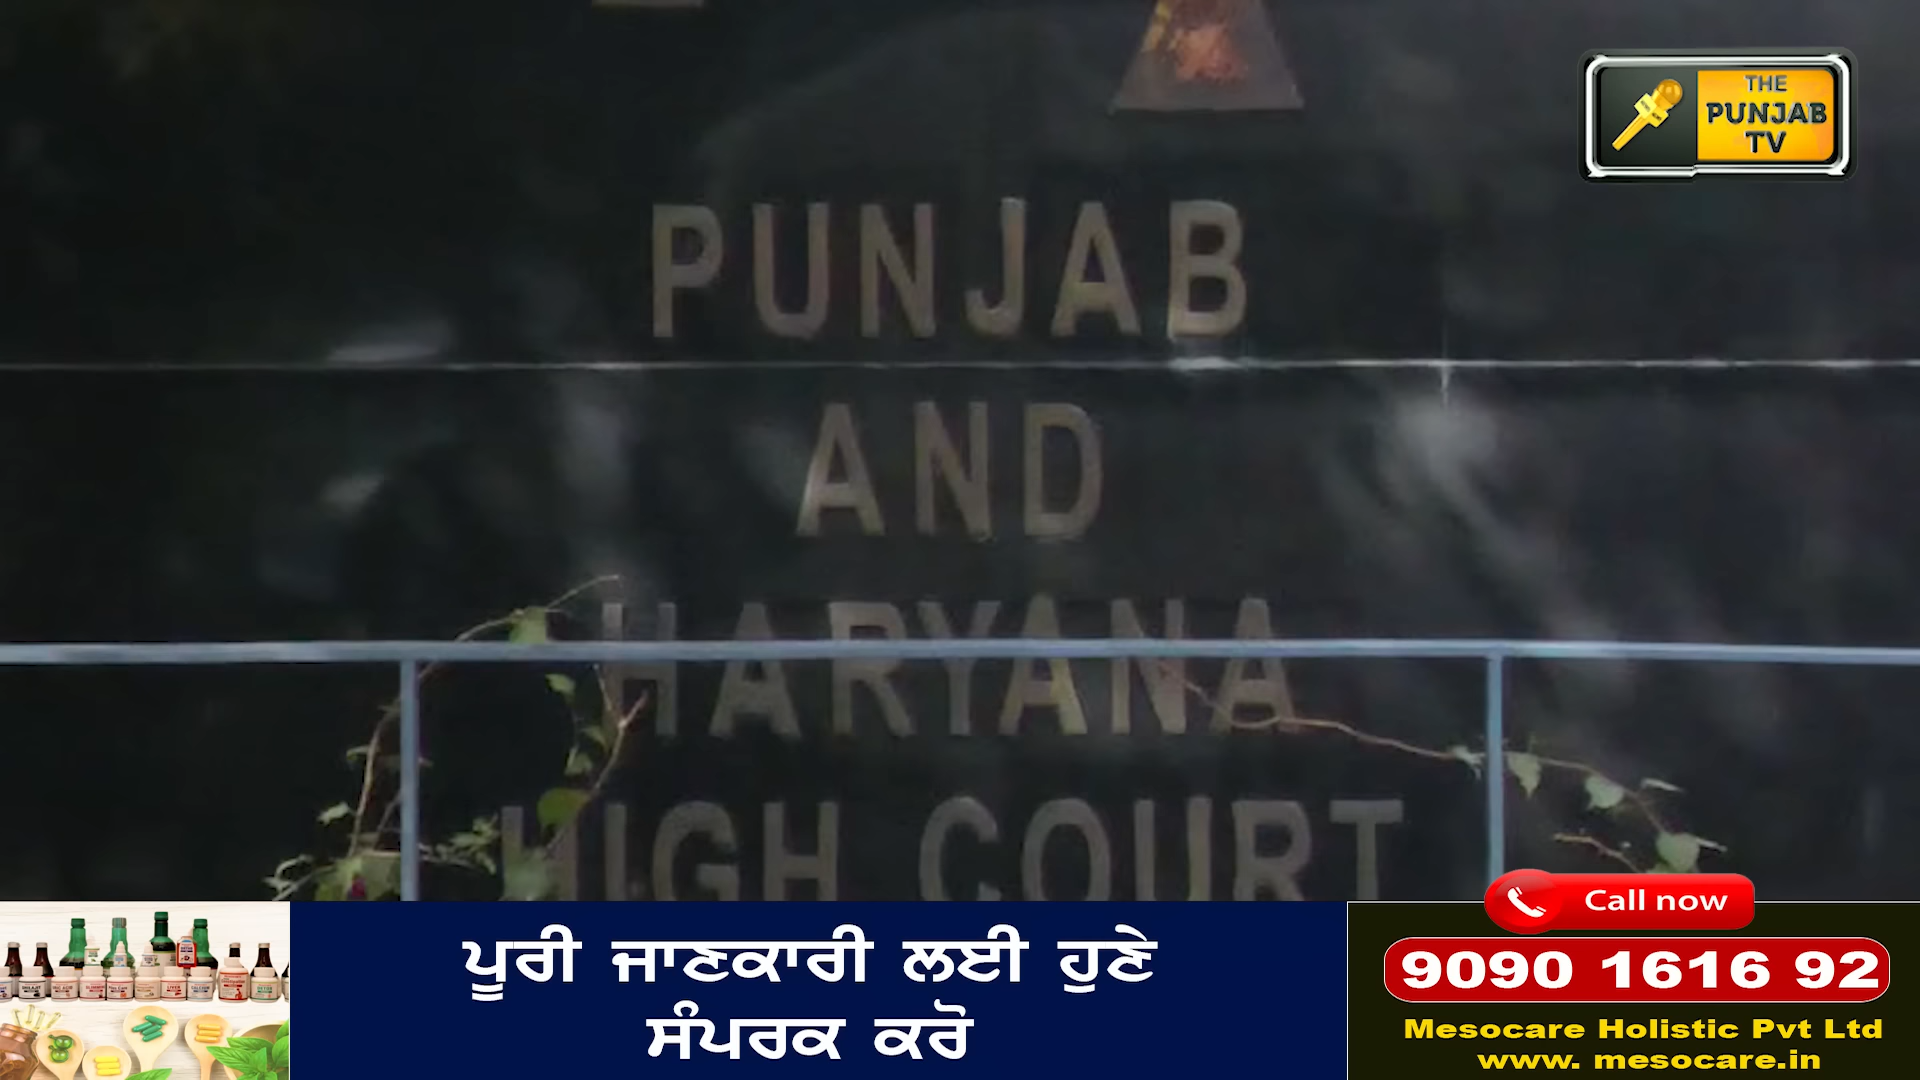 THE
PUNJAB
TV
PUNJAB
AND
HARYANA
HIGH COURT
Call now
ਪੂਰੀ ਜਾਣਕਾਰੀ ਲਈ ਹੁਣੇ
ਸੰਪਰਕ ਕਰੋ
9090 1616 92
Mesocare Holistic Pvt Ltd
www. mesocare.in